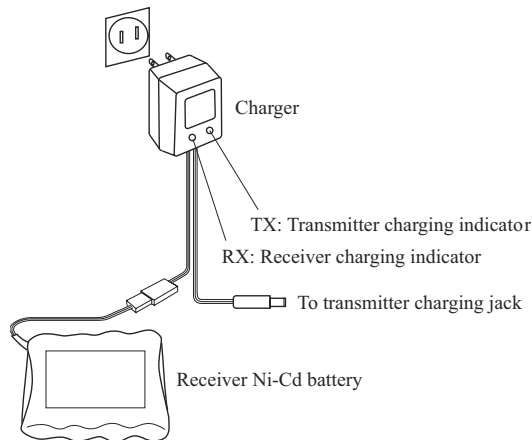 Charger
TX: Transmitter charging indicator
RX: Receiver charging indicator
To transmitter charging jack
Receiver Ni-Cd battery